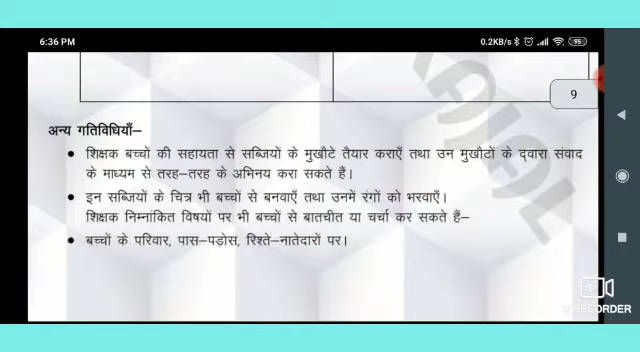 6:36 PM
0.2KB/s
95
9
अन्य गतिविधियाँ–
• शिक्षक बच्चों की सहायता से सब्जियों के मुखौटे तैयार कराएँ तथा उन मुखौटों के द्वारा संवाद
के माध्यम से तरह–तरह के अभिनय करा सकते हैं।
• इन सब्जियों के चित्र भी बच्चों से बनवाएँ तथा उनमें रंगों को भरवाएँ।
शिक्षक निम्नांकित विषयों पर भी बच्चों से बातचीत या चर्चा कर सकते हैं–
• बच्चों के परिवार, पास–पड़ोस, रिश्ते–नातेदारों पर।
RECORDER